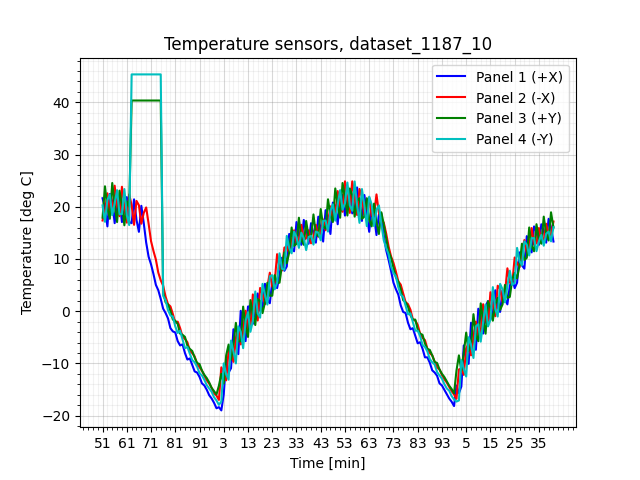 Temperature sensors, dataset_1187_10
Panel 1 (+X)
Panel 2 (-X)
Panel 3 (+Y)
Panel 4 (-Y)
Temperature [deg C]
40
30
20
10
0
−10
−20
51 61 71 81 91 3 13 23 33 43 53 63 73 83 93 5 15 25 35
Time [min]